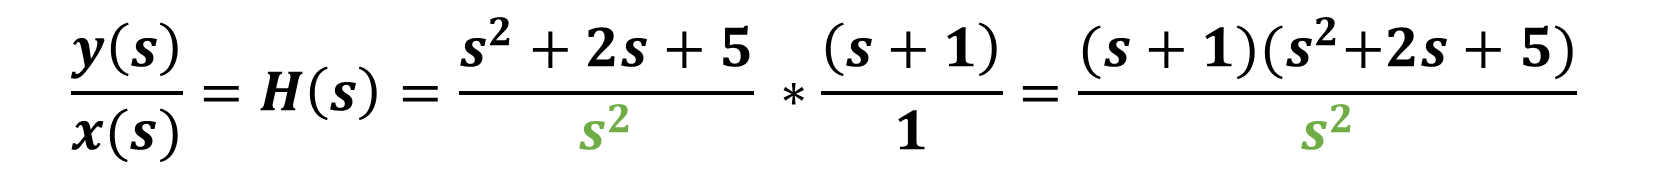 y(s)/x(s) = H(s) = (s² + 2s + 5)/s² * (s + 1)/1 = (s + 1)(s²+2s + 5)/s²